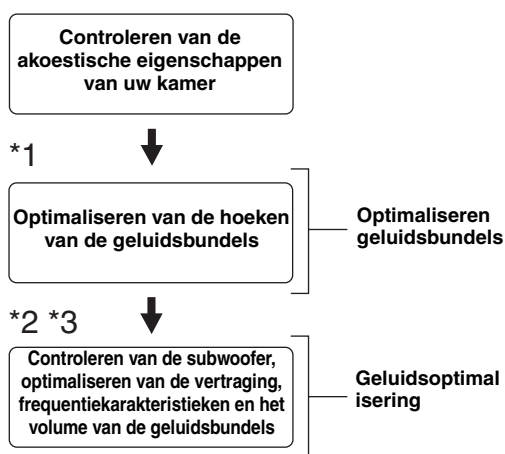 Controleren van de
akoestische eigenschappen
van uw kamer
*1
Optimaliseren van de hoeken
van de geluidsbundels
Optimaliseren
geluidsbundels
*2 *3
Controleren van de subwoofer,
optimaliseren van de vertraging,
frequentiekarakteristieken en het
volume van de geluidsbundels
Geluidsoptimal
isering